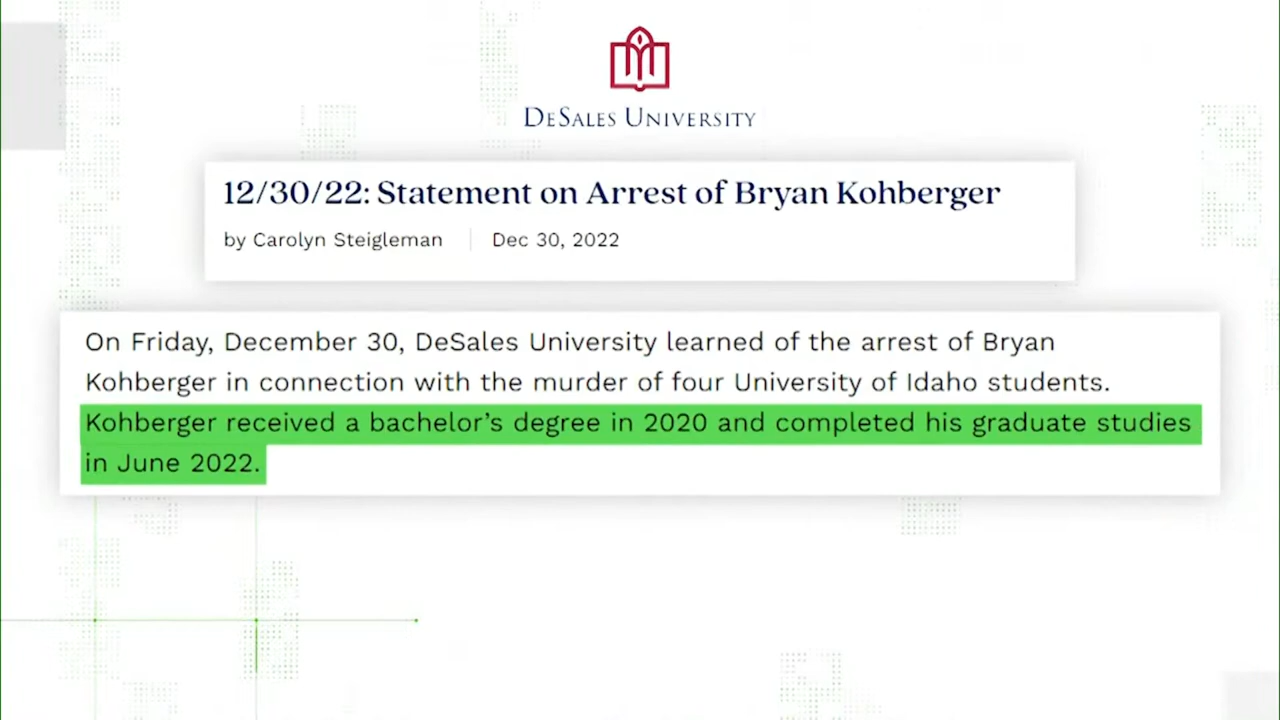 DeSales University
12/30/22: Statement on Arrest of Bryan Kohberger
by Carolyn Steigleman Dec 30, 2022
On Friday, December 30, DeSales University learned of the arrest of Bryan
Kohberger in connection with the murder of four University of Idaho students.
Kohberger received a bachelor’s degree in 2020 and completed his graduate studies
in June 2022.